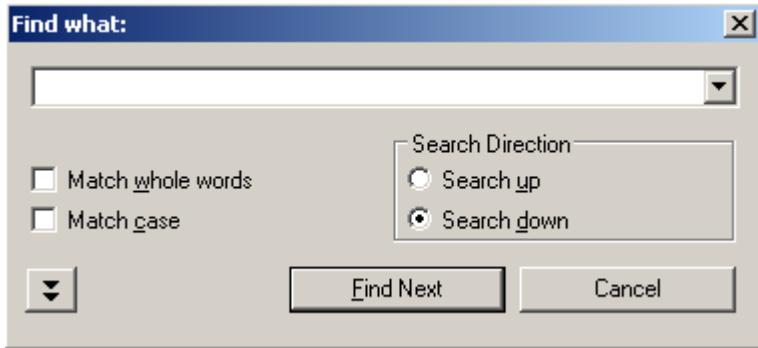 Find what:
Search Direction
Match whole words
Search up
Match case
Search down
Find Next
Cancel